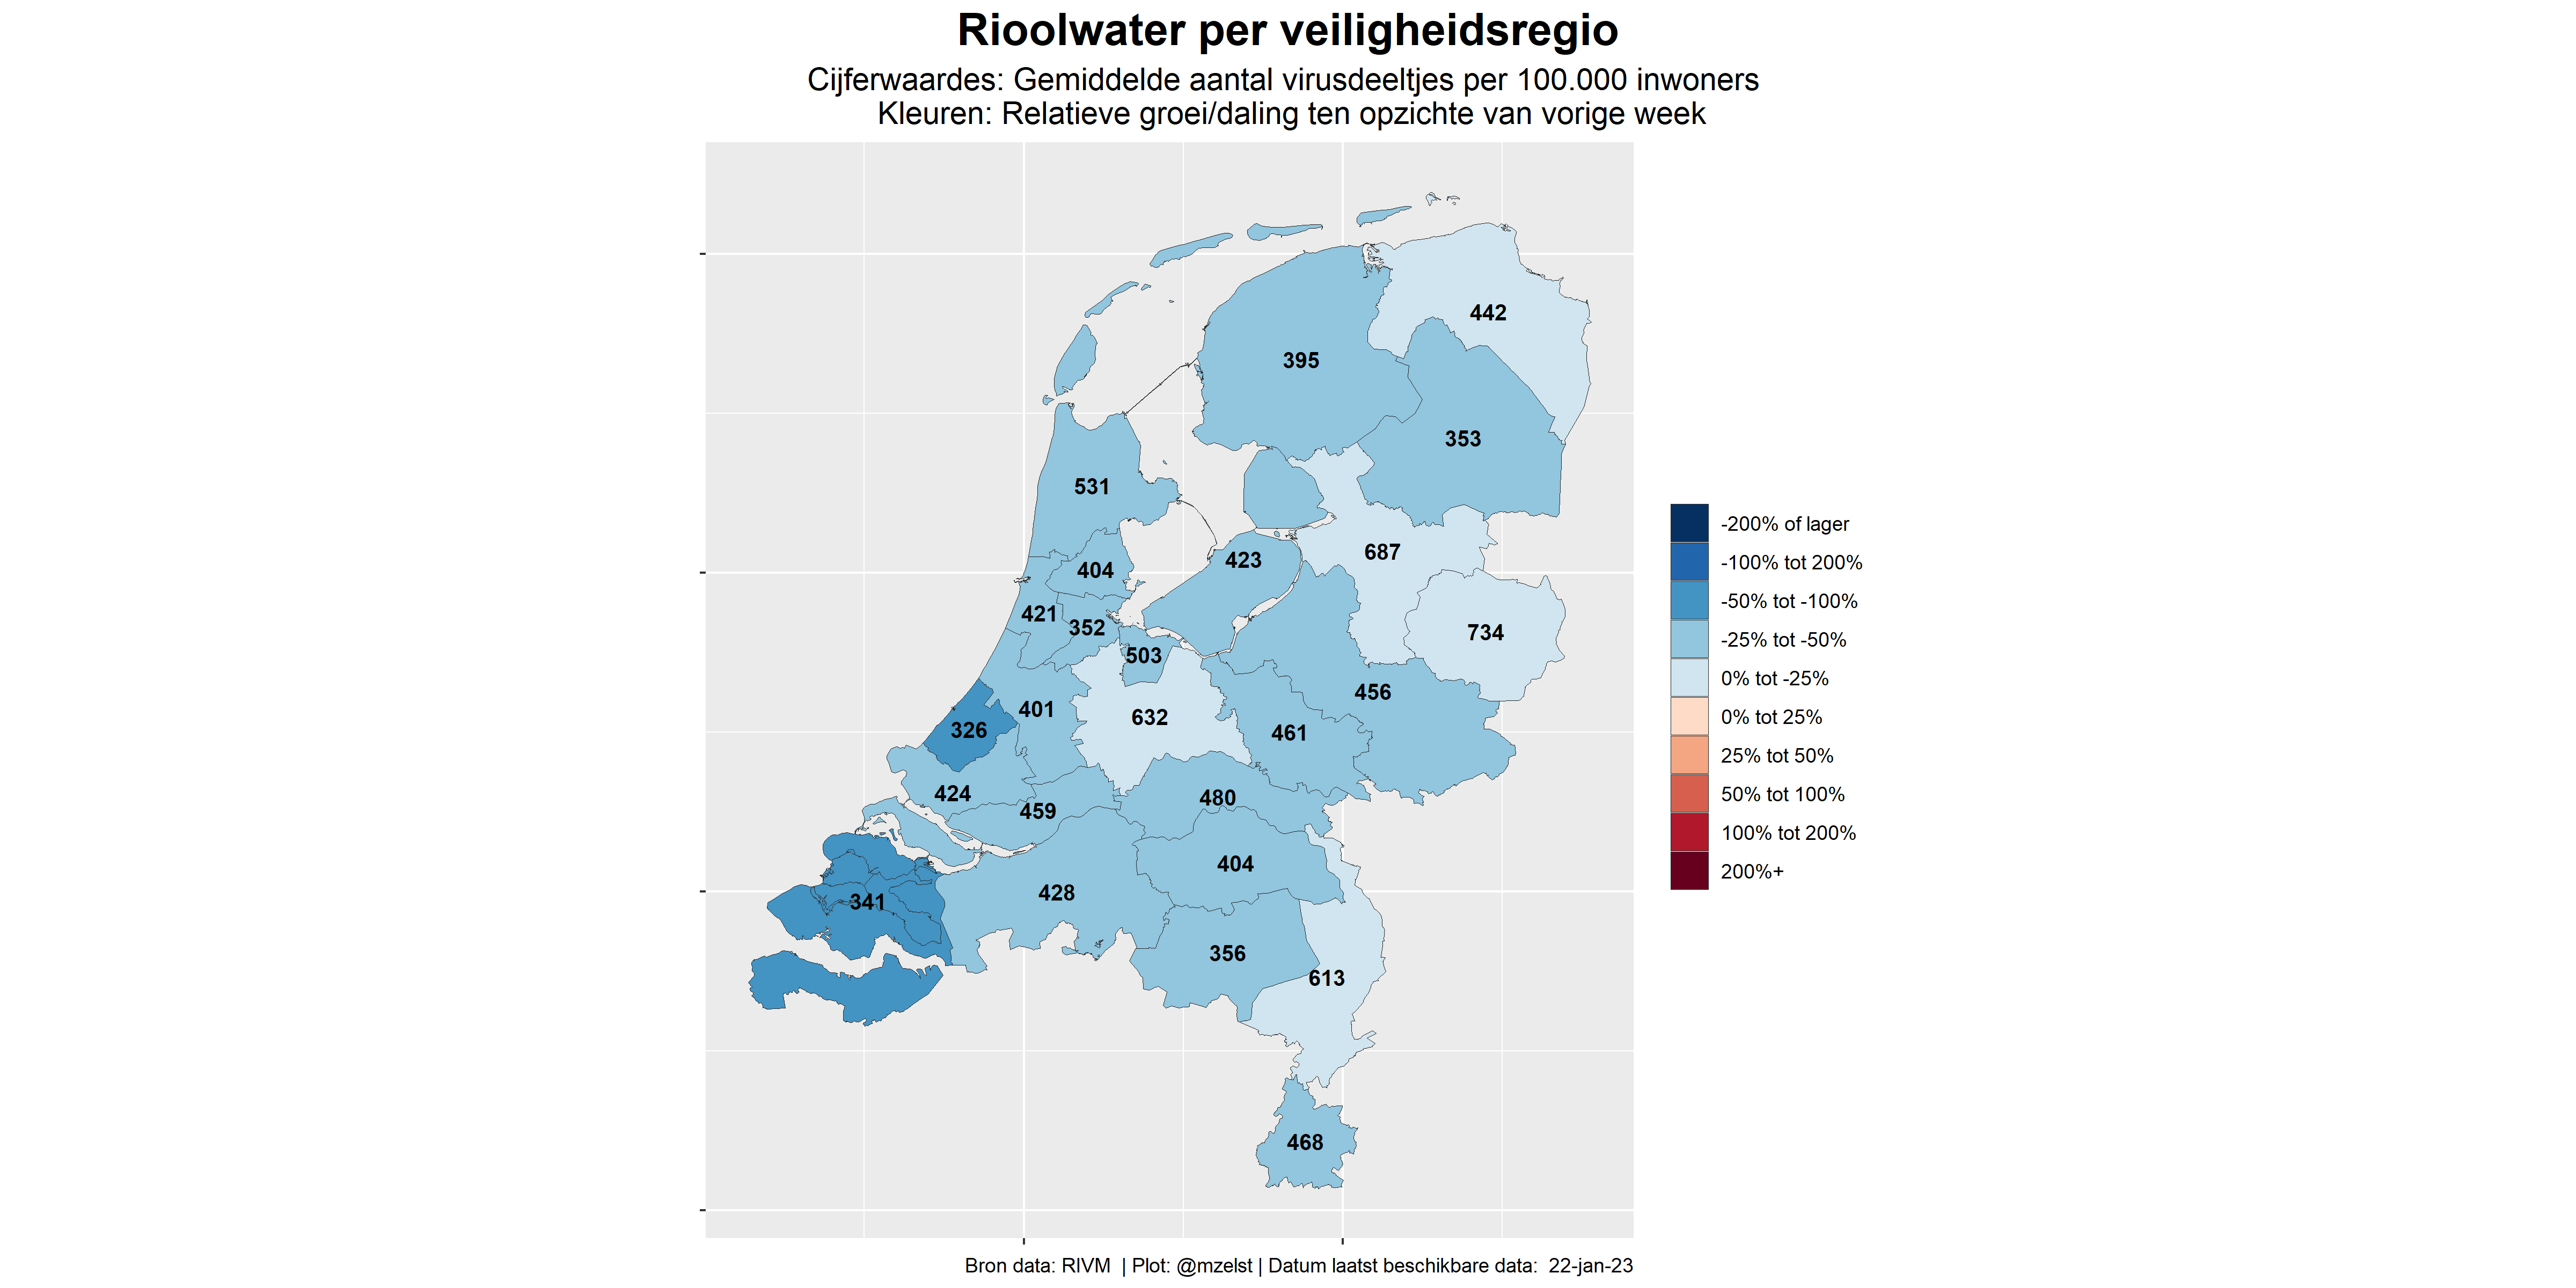 Rioolwater per veiligheidsregio
Cijferwaardes: Gemiddelde aantal virusdeeltjes per 100.000 inwoners
Kleuren: Relatieve groei/daling ten opzichte van vorige week
442
395
353
531
687
423
404
421
352
734
503
456
401
632
326
461
424
480
459
404
428
341
356
613
468
-200% of lager
-100% tot 200%
-50% tot -100%
-25% tot -50%
0% tot -25%
0% tot 25%
25% tot 50%
50% tot 100%
100% tot 200%
200%+
Bron data: RIVM | Plot: @mzelst | Datum laatst beschikbare data: 22-jan-23